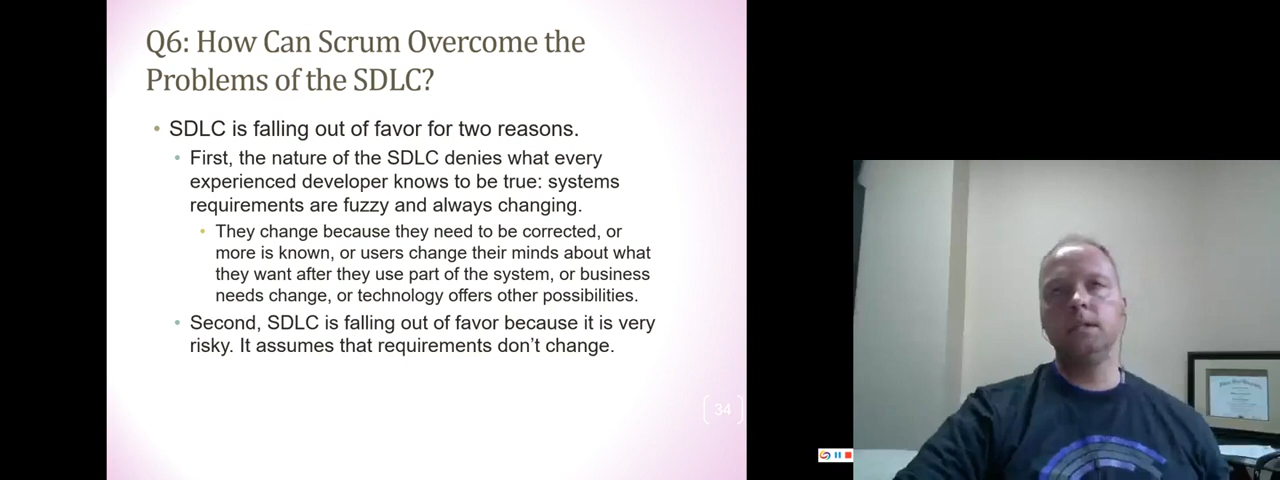 Q6: How Can Scrum Overcome the
Problems of the SDLC?
• SDLC is falling out of favor for two reasons.
• First, the nature of the SDLC denies what every
experienced developer knows to be true: systems
requirements are fuzzy and always changing.
• They change because they need to be corrected, or
more is known, or users change their minds about what
they want after they use part of the system, or business
needs change, or technology offers other possibilities.
• Second, SDLC is falling out of favor because it is very
risky. It assumes that requirements don’t change.
34